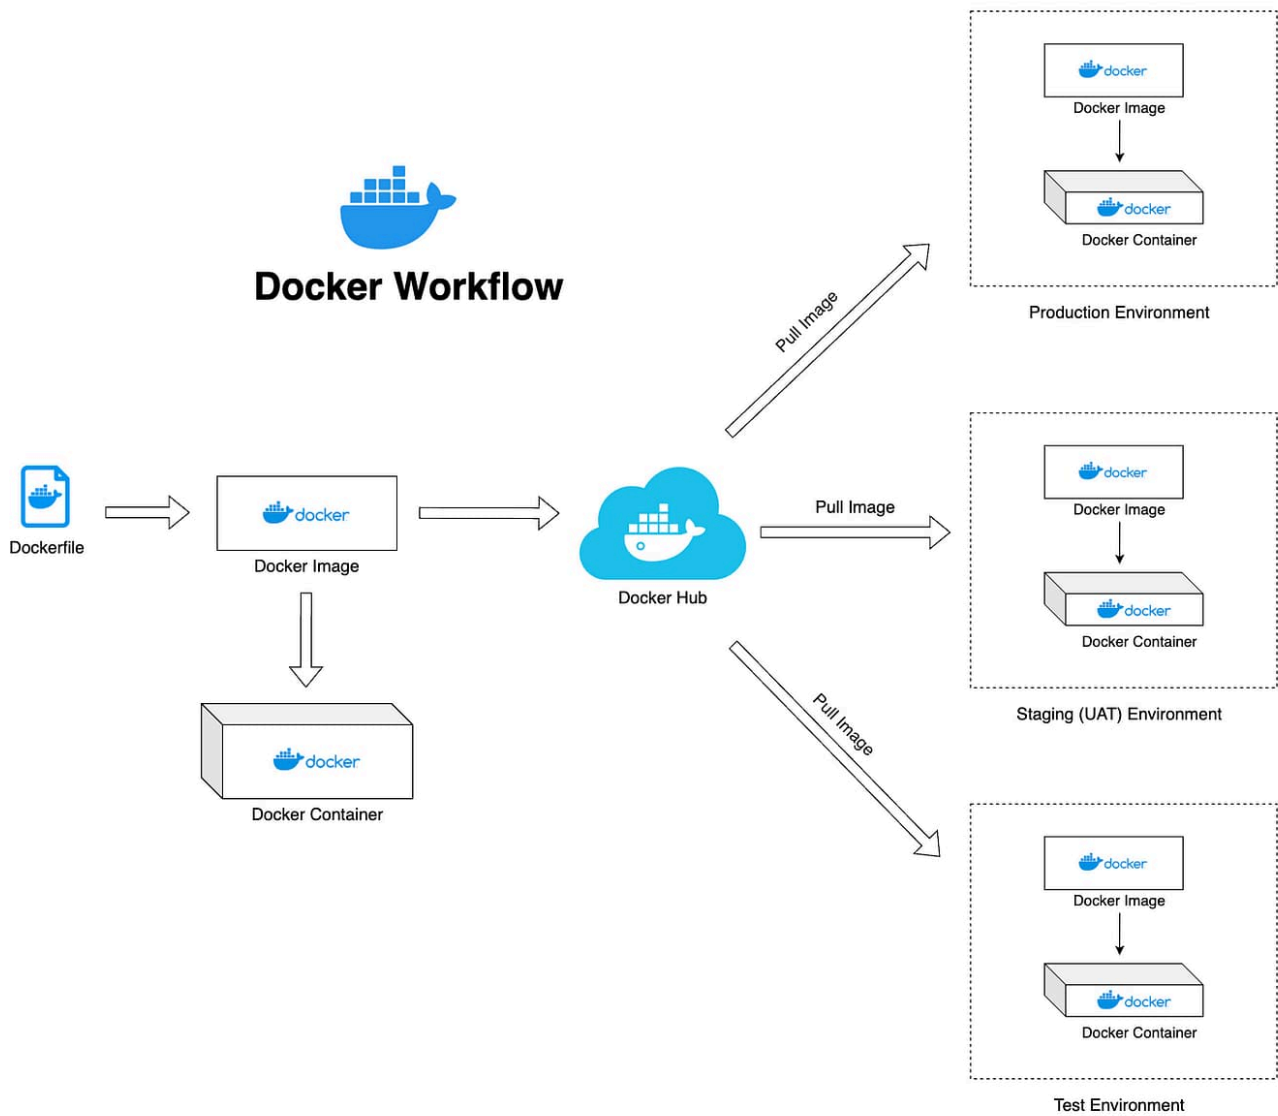 docker
Docker Image
docker
Docker Container
Production Environment
Docker Workflow
Pull Image
Dockerfile
docker
Docker Image
docker
Docker Container
Docker Hub
Pull Image
docker
Docker Image
docker
Docker Container
Staging (UAT) Environment
Pull Image
docker
Docker Image
docker
Docker Container
Test Environment